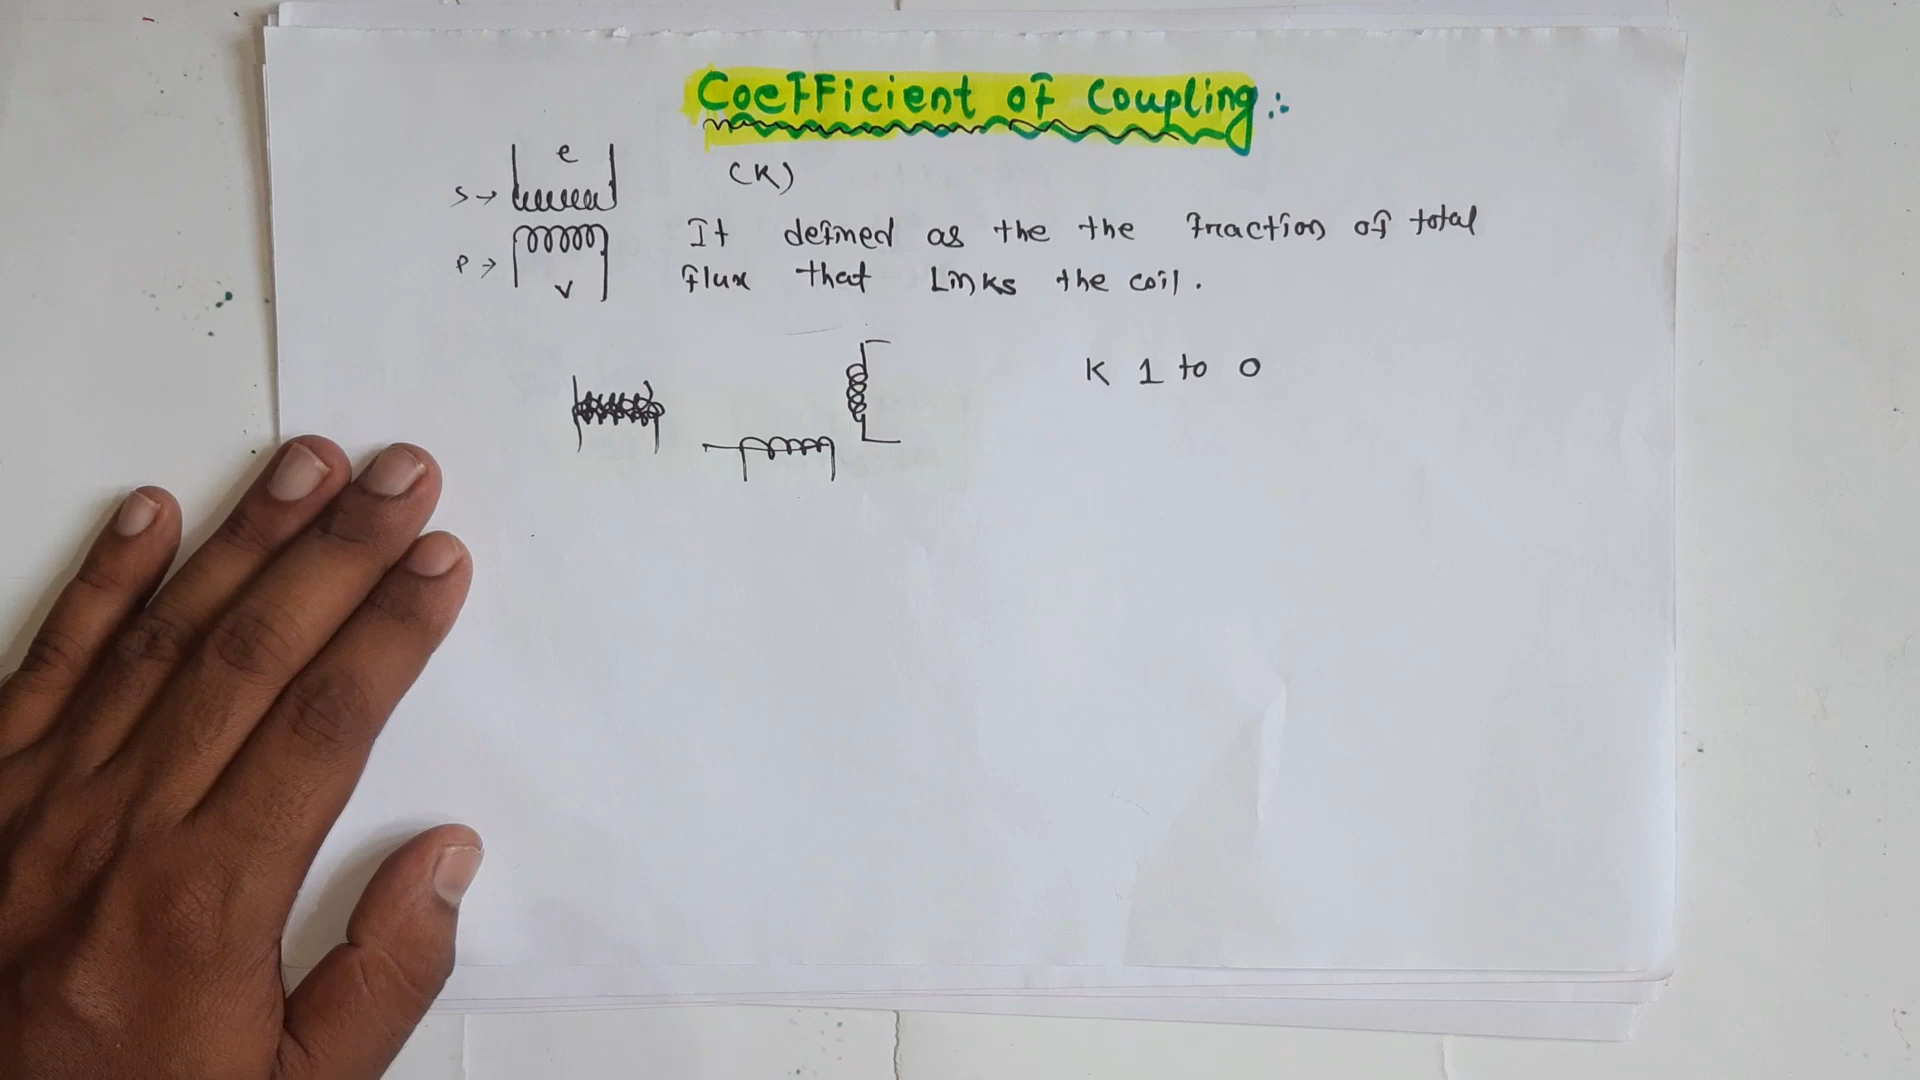 Coefficient of coupling :
(K)
e
S →
P →
V
It defined as the the fraction of total
flux that Links the coil.
K 1 to 0